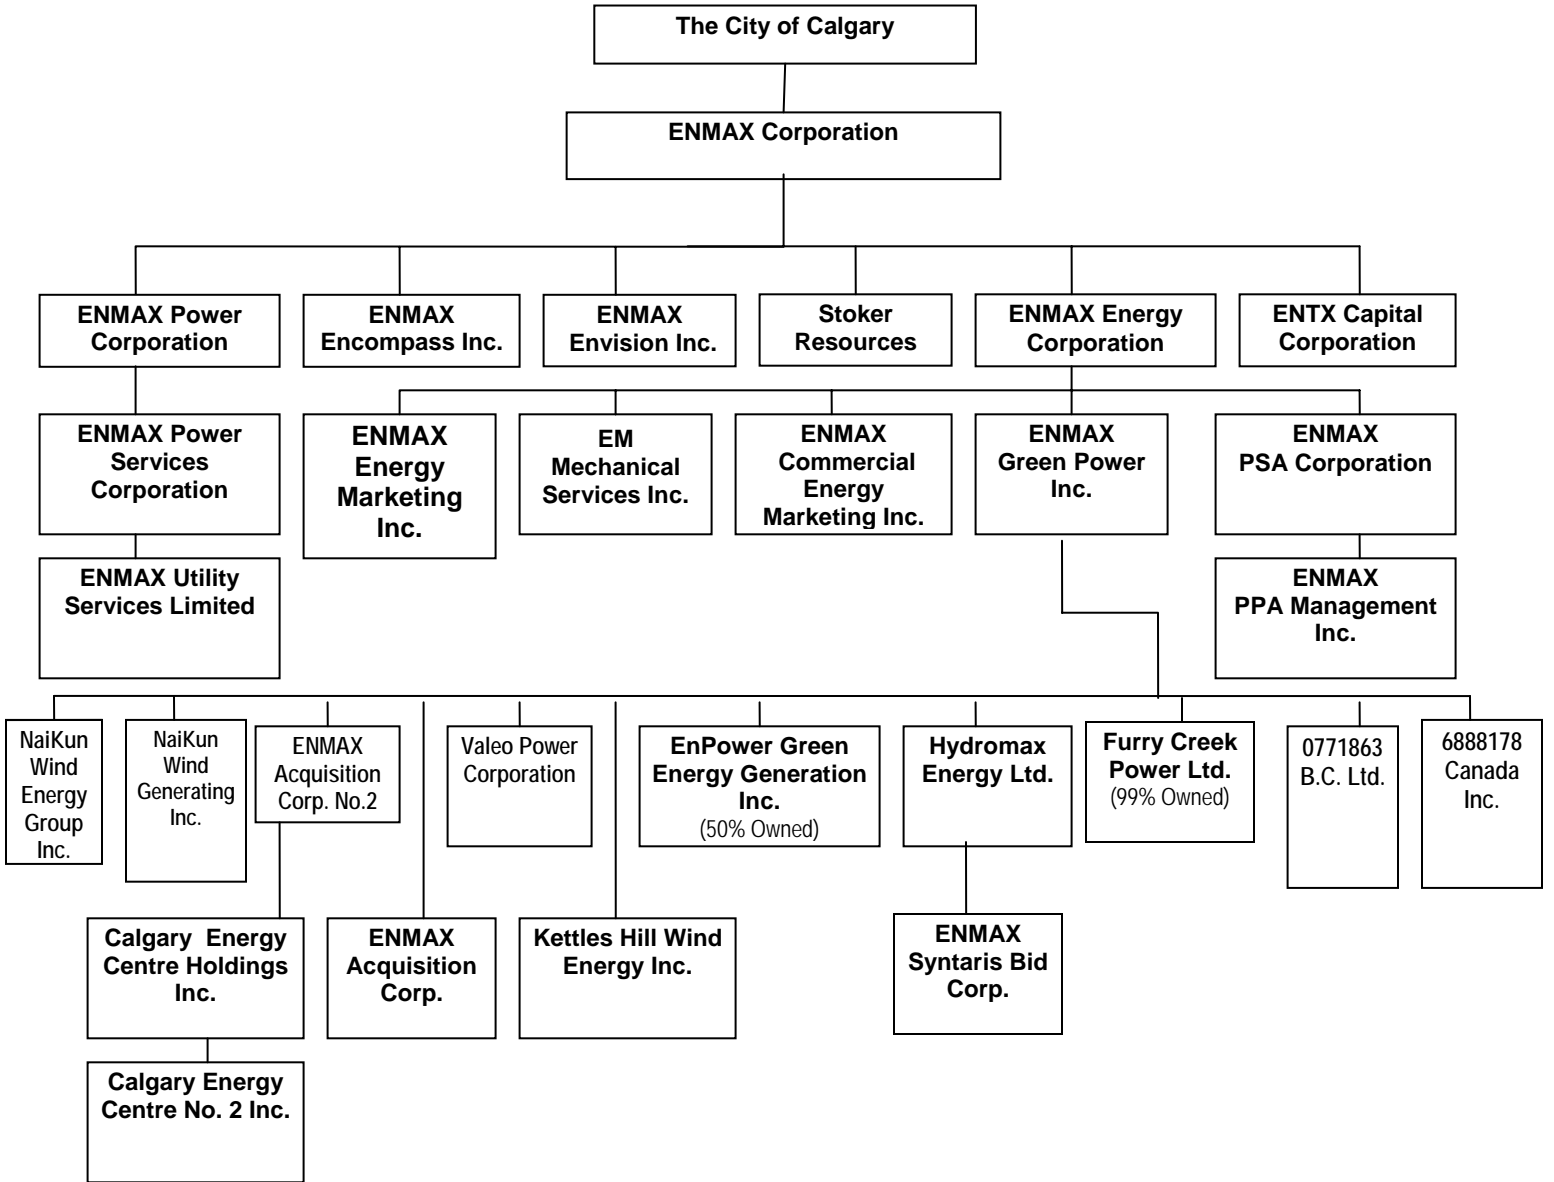 The City of Calgary
ENMAX Corporation
ENMAX Power
Corporation
ENMAX
Encompass Inc.
ENMAX
Envision Inc.
Stoker
Resources
ENMAX Energy
Corporation
ENTX Capital
Corporation
ENMAX Power
Services
Corporation
ENMAX
Energy
Marketing
Inc.
EM
Mechanical
Services Inc.
ENMAX
Commercial
Energy
Marketing Inc.
ENMAX
Green Power
Inc.
ENMAX
PSA Corporation
ENMAX Utility
Services Limited
ENMAX
PPA Management
Inc.
NaiKun
Wind
Energy
Group
Inc.
NaiKun
Wind
Generating
Inc.
ENMAX
Acquisition
Corp. No.2
Valeo Power
Corporation
EnPower Green
Energy Generation
Inc.
(50% Owned)
Hydromax
Energy Ltd.
Furry Creek
Power Ltd.
(99% Owned)
0771863
B.C. Ltd.
6888178
Canada
Inc.
Calgary Energy
Centre Holdings
Inc.
ENMAX
Acquisition
Corp.
Kettles Hill Wind
Energy Inc.
ENMAX
Syntaris Bid
Corp.
Calgary Energy
Centre No. 2 Inc.